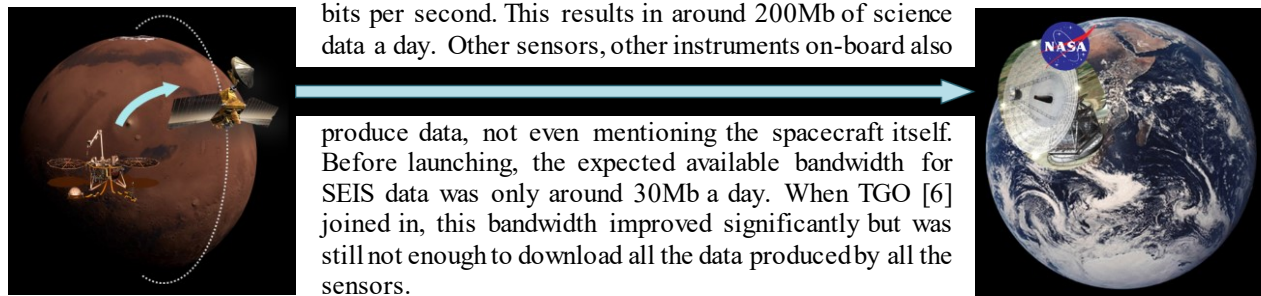 bits per second. This results in around 200Mb of science
data a day. Other sensors, other instruments on-board also
NASA
produce data, not even mentioning the spacecraft itself.
Before launching, the expected available bandwidth for
SEIS data was only around 30Mb a day. When TGO [6]
joined in, this bandwidth improved significantly but was
still not enough to download all the data produced by all the
sensors.